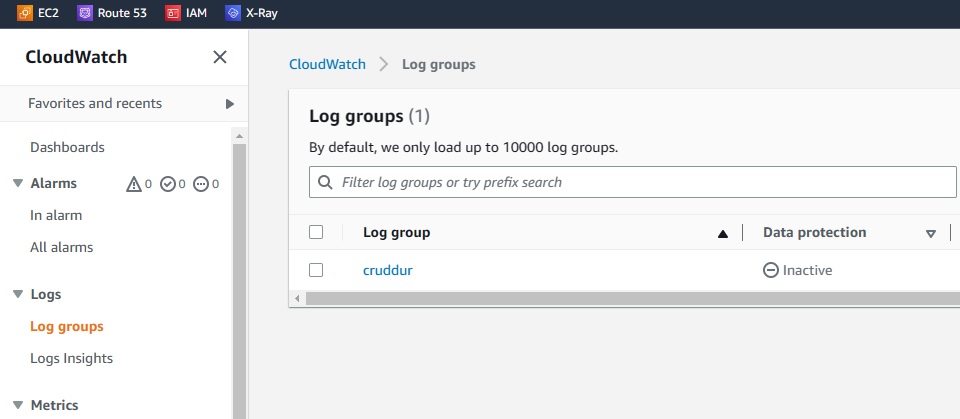 EC2 Route 53 IAM X-Ray
CloudWatch
Favorites and recents
Dashboards
Alarms 0 0 0
In alarm
All alarms
Logs
Log groups
Logs Insights
Metrics
CloudWatch Log groups
Log groups (1)
By default, we only load up to 10000 log groups.
Filter log groups or try prefix search
Log group Data protection
cruddur Inactive